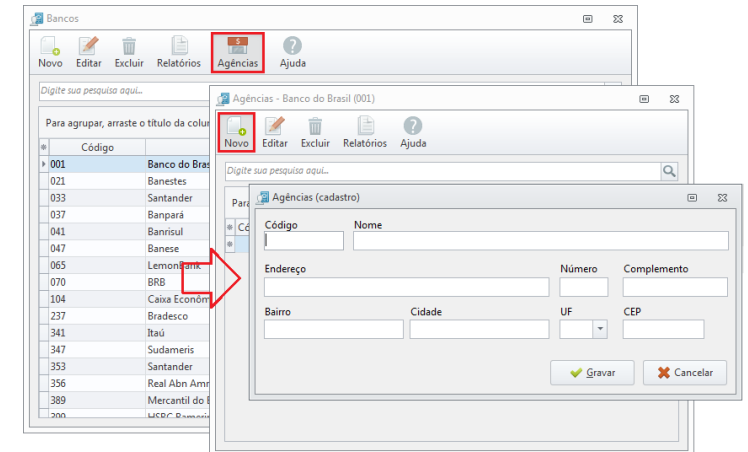 Bancos
Novo Editar Excluir Relatórios Agências Ajuda
Digite sua pesquisa aqui...
Para agrupar, arraste o título da colu
Código
001 Banco do Bras
021 Banestes
033 Santander
037 Banpará
041 Banrisul
047 Banese
065 LemonBank
070 BRB
104 Caixa Econôm
237 Bradesco
341 Itaú
347 Sudameris
353 Santander
356 Real Abn Amr
389 Mercantil do B
Agências - Banco do Brasil (001)
Novo Editar Excluir Relatórios Ajuda
Digite sua pesquisa aqui...
Para
Có
Agências (cadastro)
Código Nome
Endereço Número Complemento
Bairro Cidade UF CEP
Gravar Cancelar